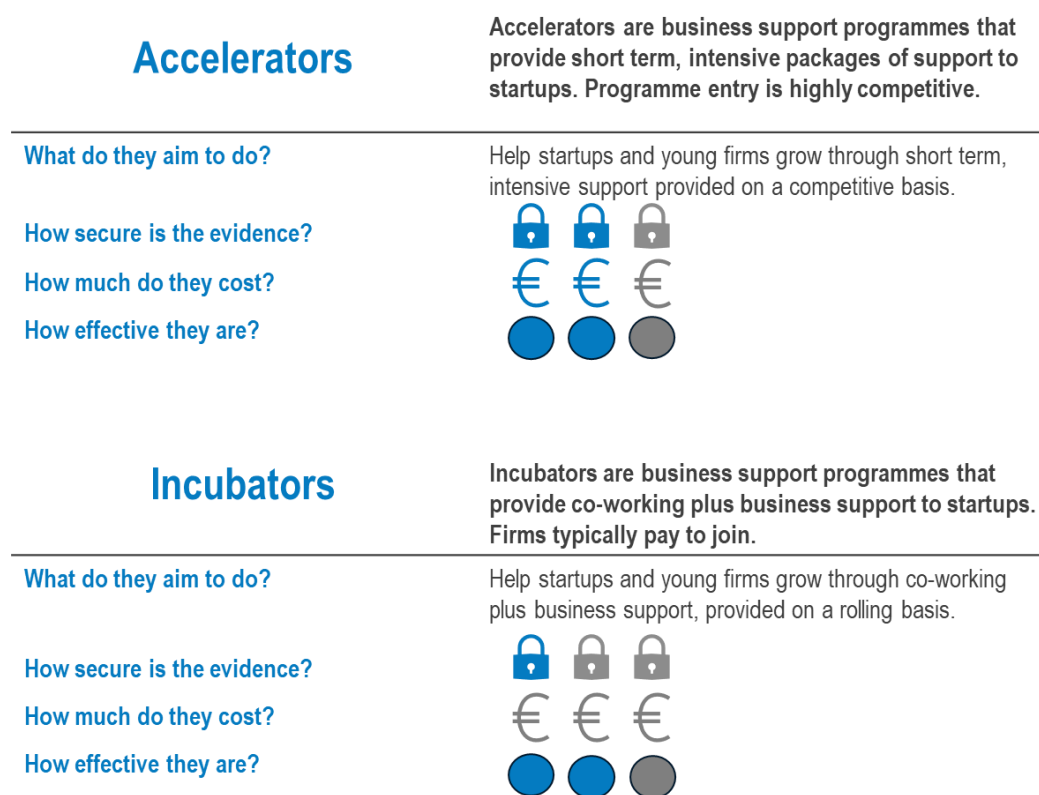 Accelerators
Accelerators are business support programmes that
provide short term, intensive packages of support to
startups. Programme entry is highly competitive.
What do they aim to do?
Help startups and young firms grow through short term,
intensive support provided on a competitive basis.
How secure is the evidence?
How much do they cost?
€ € €
How effective they are?
Incubators
Incubators are business support programmes that
provide co-working plus business support to startups.
Firms typically pay to join.
What do they aim to do?
Help startups and young firms grow through co-working
plus business support, provided on a rolling basis.
How secure is the evidence?
How much do they cost?
€ € €
How effective they are?